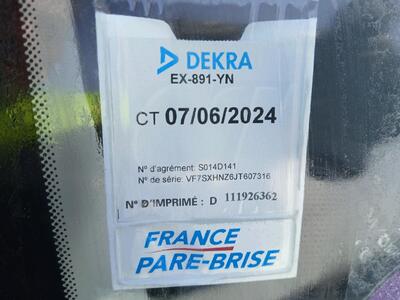 DEKRA
EX-891-YN
CT 07/06/2024
N° d'agrément: S014D141
N° de série: VF7SXHNZ6JT607316
N° D'IMPRIMÉ: D 111926362
FRANCE
PARE-BRISE